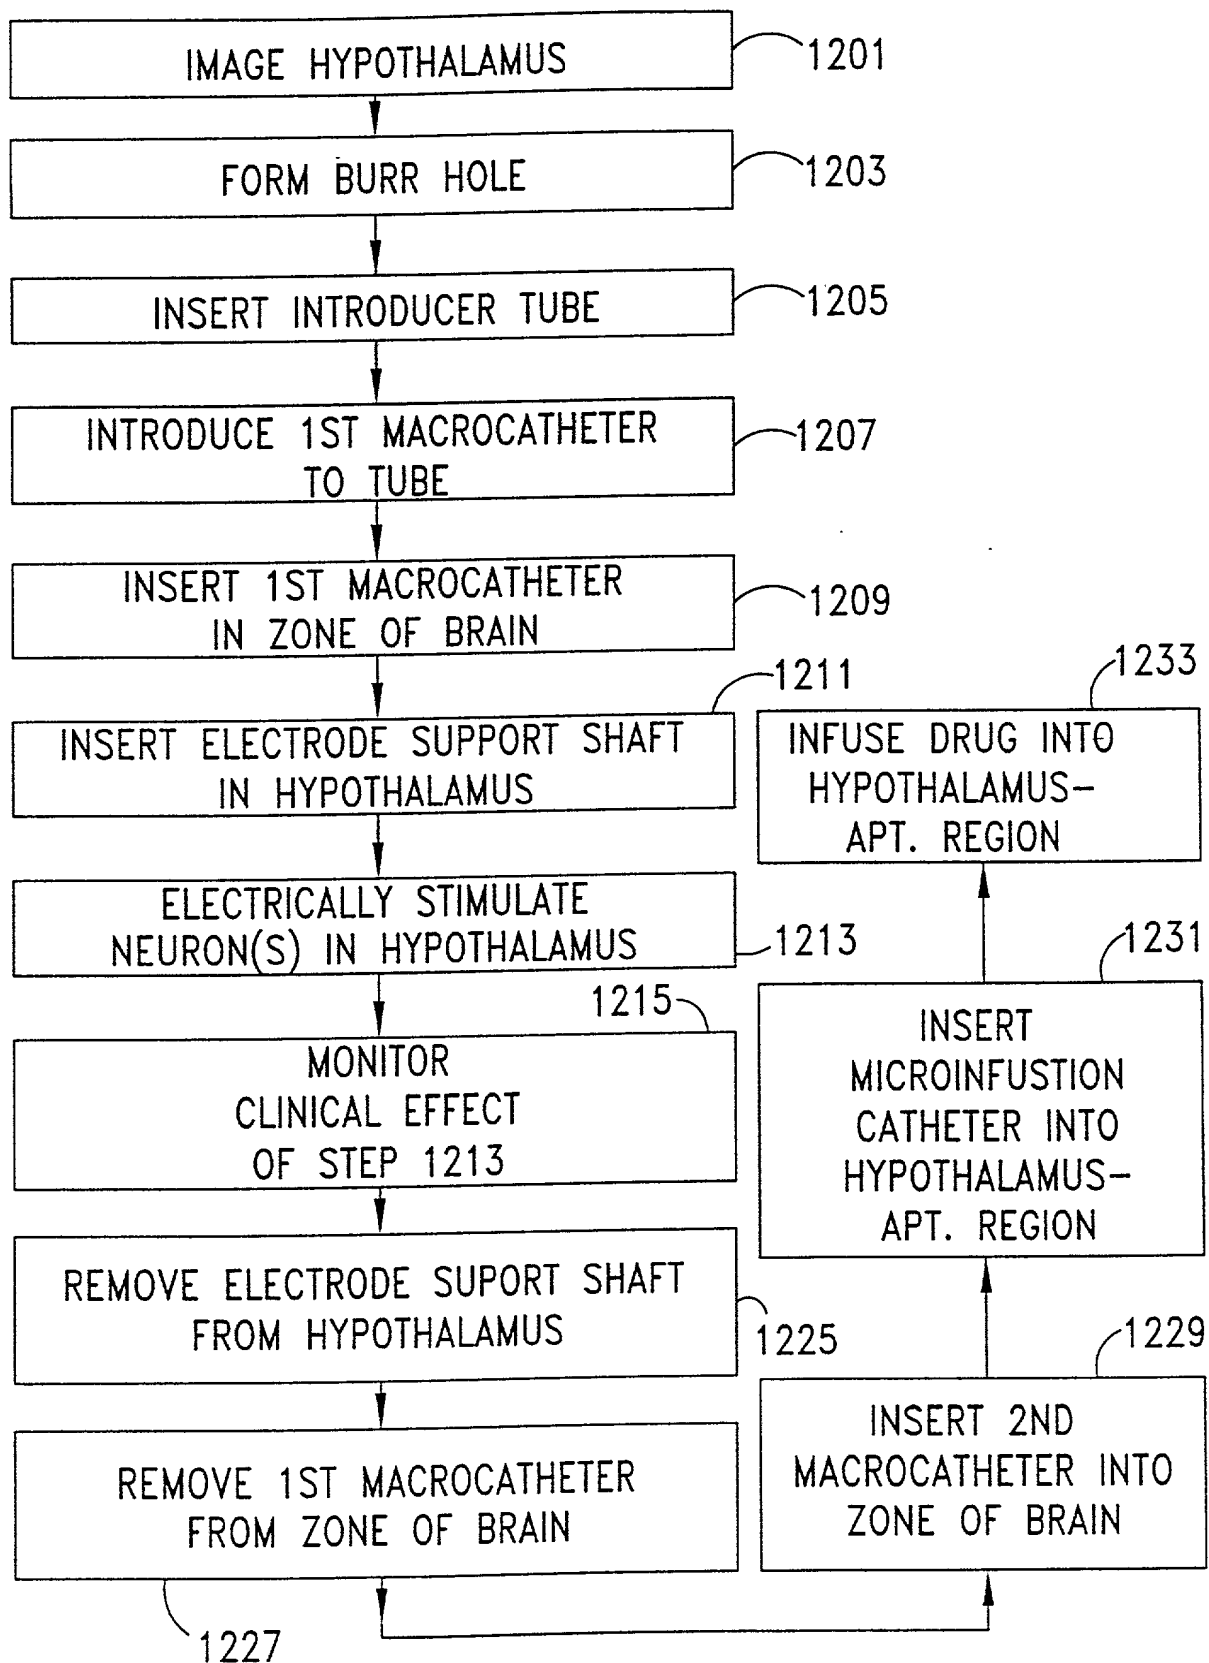 IMAGE HYPOTHALAMUS
1201
FORM BURR HOLE
1203
INSERT INTRODUCER TUBE
1205
INTRODUCE 1ST MACROCATHETER
TO TUBE
1207
INSERT 1ST MACROCATHETER
IN ZONE OF BRAIN
1209
INSERT ELECTRODE SUPPORT SHAFT
IN HYPOTHALAMUS
1211
ELECTRICALLY STIMULATE
NEURON(S) IN HYPOTHALAMUS
1213
MONITOR
CLINICAL EFFECT
OF STEP 1213
1215
REMOVE ELECTRODE SUPORT SHAFT
FROM HYPOTHALAMUS
1225
REMOVE 1ST MACROCATHETER
FROM ZONE OF BRAIN
1227
INSERT 2ND
MACROCATHETER INTO
ZONE OF BRAIN
1229
INSERT
MICROINFUSTION
CATHETER INTO
HYPOTHALAMUS-
APT. REGION
1231
INFUSE DRUG INTO
HYPOTHALAMUS-
APT. REGION
1233